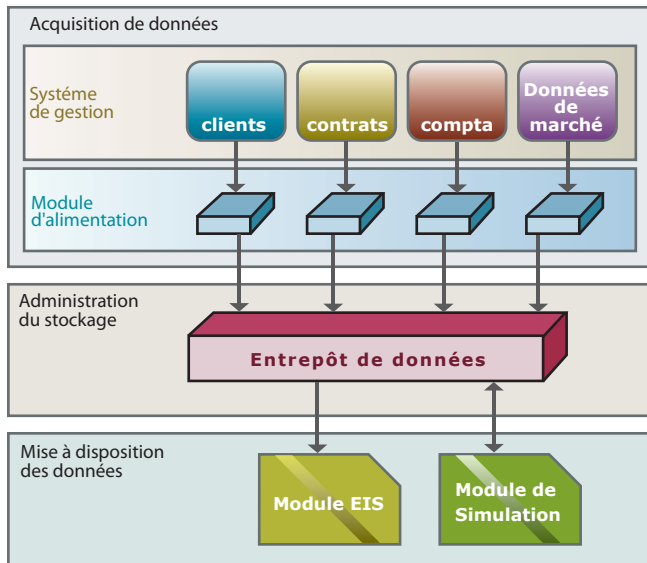 Acquisition de données
Systéme
de gestion
clients
contrats
compta
Données
de
marché
Module
d'alimentation
Administration
du stockage
Entrepôt de données
Mise à disposition
des données
Module EIS
Module de
Simulation